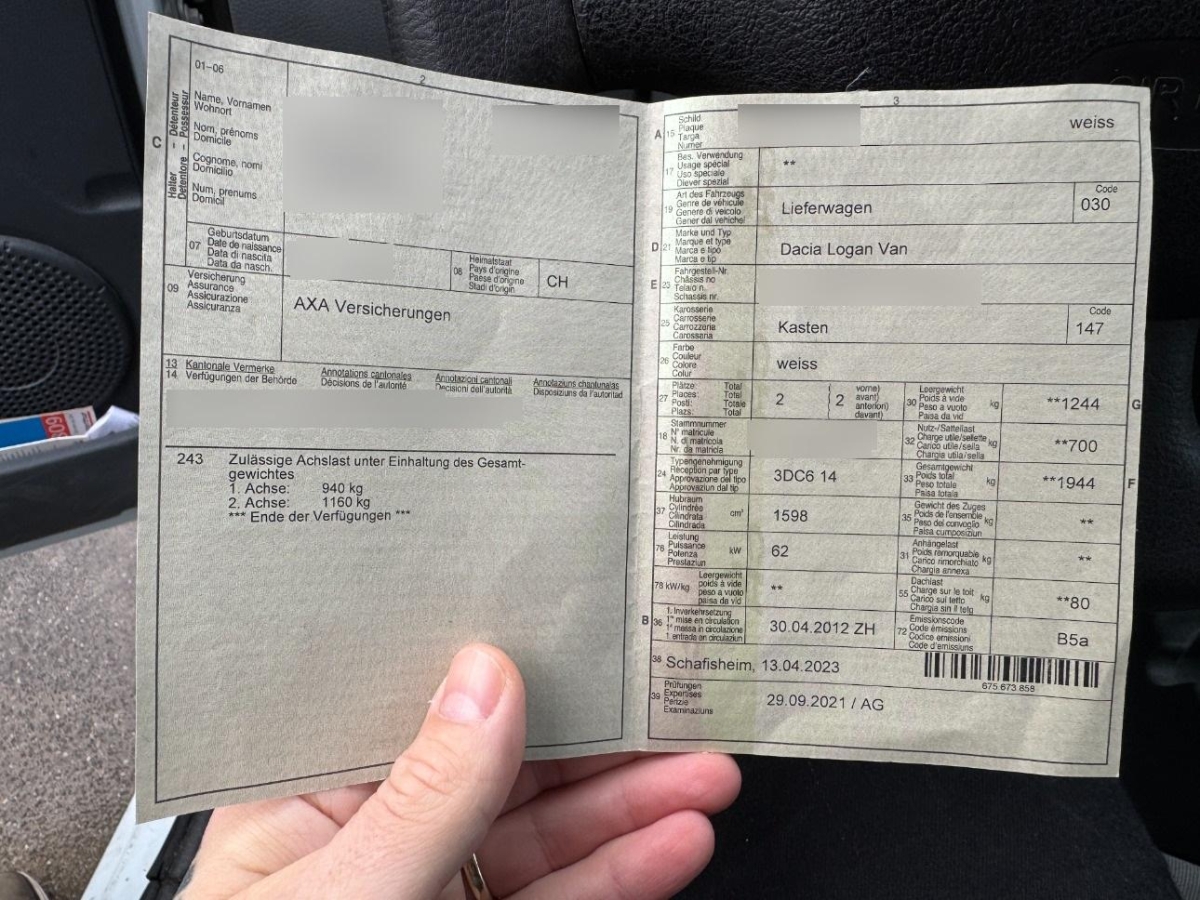 2
01-06
C
Halter – Détenteur
Detentore – Possessur
Name, Vornamen
Wohnort
Nom, prénoms
Domicile
Cognome, nomi
Domicilio
Num, prenums
Domicil
07
Geburtsdatum
Date de naissance
Data di nascita
Data da nasch.
08
Heimatstaat
Pays d'origine
Paese d'origine
Stadi d'origin
CH
09
Versicherung
Assurance
Assicurazione
Assicuranza
AXA Versicherungen
13 Kantonale Vermerke Annotations cantonales Annotazioni cantonali Annotaziuns chantunalas
14 Verfügungen der Behörde Décisions de l'autorité Decisioni dell'autorità Disposiziuns da l'autoritad
243 Zulässige Achslast unter Einhaltung des Gesamt-
gewichtes
1. Achse: 940 kg
2. Achse: 1160 kg
*** Ende der Verfügungen ***
3
A 15
Schild
Plaque
Targa
Numer
weiss
17
Bes. Verwendung
Usage spécial
Uso speciale
Diever spezial
**
19
Art des Fahrzeugs
Genre de véhicule
Genere di veicolo
Gener dal vehichel
Lieferwagen
Code
030
D 21
Marke und Typ
Marque et type
Marca e tipo
Marca e tip
Dacia Logan Van
E 23
Fahrgestell-Nr.
Châssis no
Telaio n.
Schassis nr.
25
Karosserie
Carrosserie
Carrozzeria
Carossaria
Kasten
Code
147
26
Farbe
Couleur
Colore
Colur
weiss
27
Plätze: Total
Places: Total
Posti: Totale
Plazs: Total
2
2
vorne)
avant)
anteriori)
davant)
30
Leergewicht
Poids à vide
Peso a vuoto
Paisa da vid
kg
**1244
G
18
Stammnummer
N° matricule
N. di matricola
Nr. da matricla
32
Nutz-/Sattellast
Charge utile/sellette
Carico utile/sella
Chargia utila/sella
kg
**700
24
Typengenehmigung
Réception par type
Approvazione del tipo
Approvaziun dal tip
3DC6 14
33
Gesamtgewicht
Poids total
Peso totale
Paisa totala
kg
**1944
F
37
Hubraum
Cylindrée
Cilindrata
Cilindrada
cm³
1598
35
Gewicht des Zuges
Poids de l'ensemble
Peso del convoglio
Paisa cumposiziun
kg
**
76
Leistung
Puissance
Potenza
Prestaziun
kW
62
31
Anhängelast
Poids remorquable
Carico rimorchiato
Chargia annexa
kg
**
78 kW/kg
Leergewicht
poids à vide
peso a vuoto
paisa da vid
**
55
Dachlast
Charge sur le toit
Carico sul tetto
Chargia sin il tetg
kg
**80
B 36
1. Inverkehrsetzung
1re mise en circulation
1a messa in circolazione
1. entrada en circulaziun
30.04.2012 ZH
72
Emissionscode
Code émissions
Codice emissioni
Code d'emissiuns
B5a
38 Schafisheim, 13.04.2023
675 673 858
39
Prüfungen
Expertises
Perizie
Examinaziuns
29.09.2021 / AG